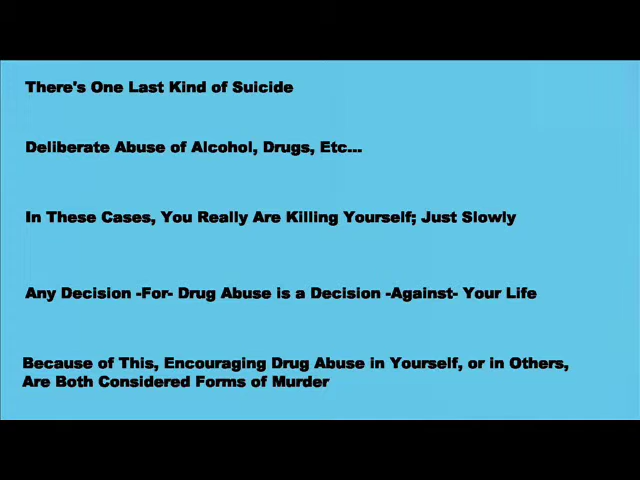 There's One Last Kind of Suicide
Deliberate Abuse of Alcohol, Drugs, Etc...
In These Cases, You Really Are Killing Yourself; Just Slowly
Any Decision -For- Drug Abuse is a Decision -Against- Your Life
Because of This, Encouraging Drug Abuse in Yourself, or in Others,
Are Both Considered Forms of Murder